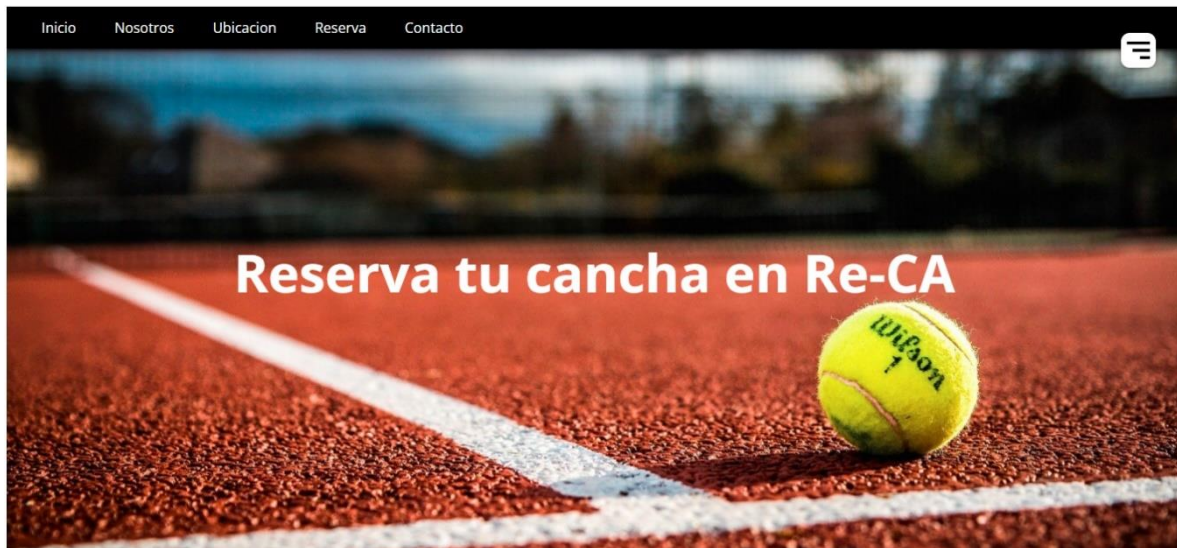 Inicio Nosotros Ubicacion Reserva Contacto
Reserva tu cancha en Re-CA
Wilson
1